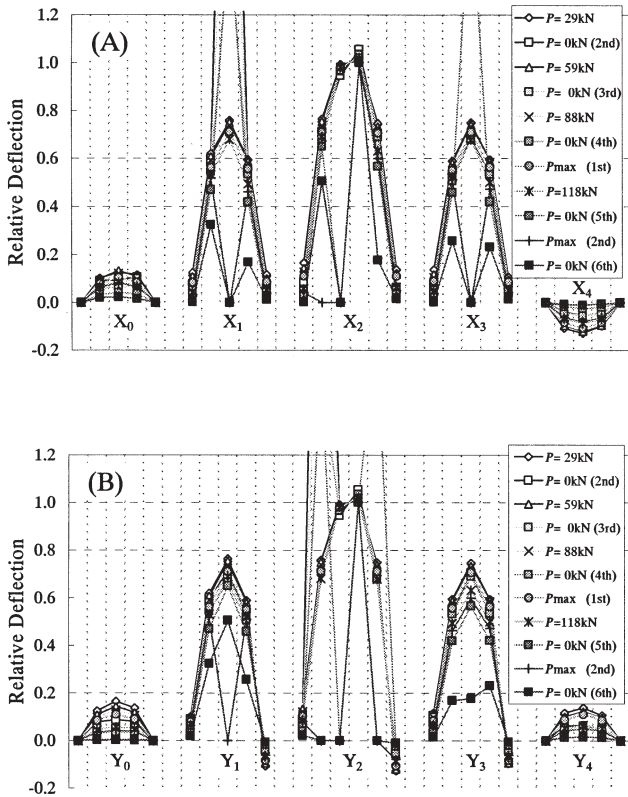 (A)
Relative Deflection
1.2
1.0
0.8
0.6
0.4
0.2
0.0
-0.2
X0
X1
X2
X3
X4
P= 29kN
P= 0kN (2nd)
P= 59kN
P= 0kN (3rd)
P= 88kN
P= 0kN (4th)
Pmax (1st)
P=118kN
P= 0kN (5th)
Pmax (2nd)
P= 0kN (6th)
(B)
Relative Deflection
1.2
1.0
0.8
0.6
0.4
0.2
0.0
-0.2
Y0
Y1
Y2
Y3
Y4
P= 29kN
P= 0kN (2nd)
P= 59kN
P= 0kN (3rd)
P= 88kN
P= 0kN (4th)
Pmax (1st)
P=118kN
P= 0kN (5th)
Pmax (2nd)
P= 0kN (6th)